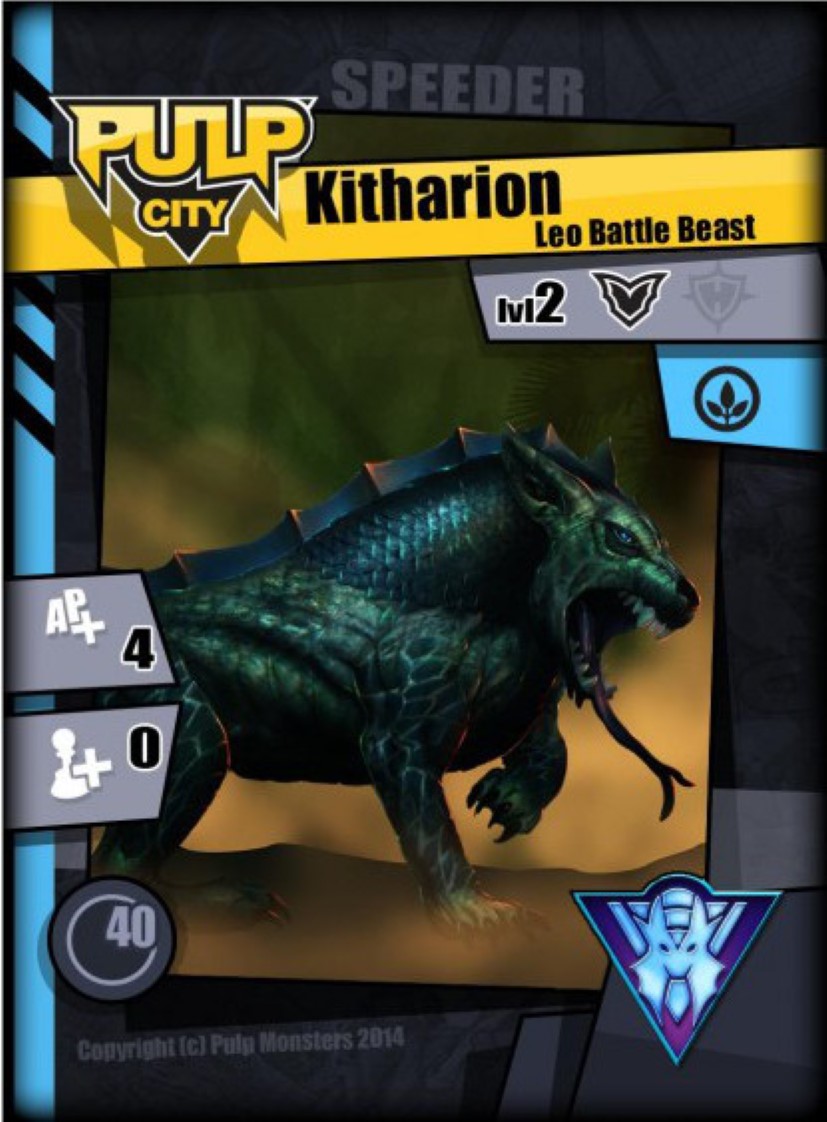 SPEEDER
PULP
CITY
Kitharion
Leo Battle Beast
lvl2
AP+
4
+ 0
40
Copyright (c) Pulp Monsters 2014